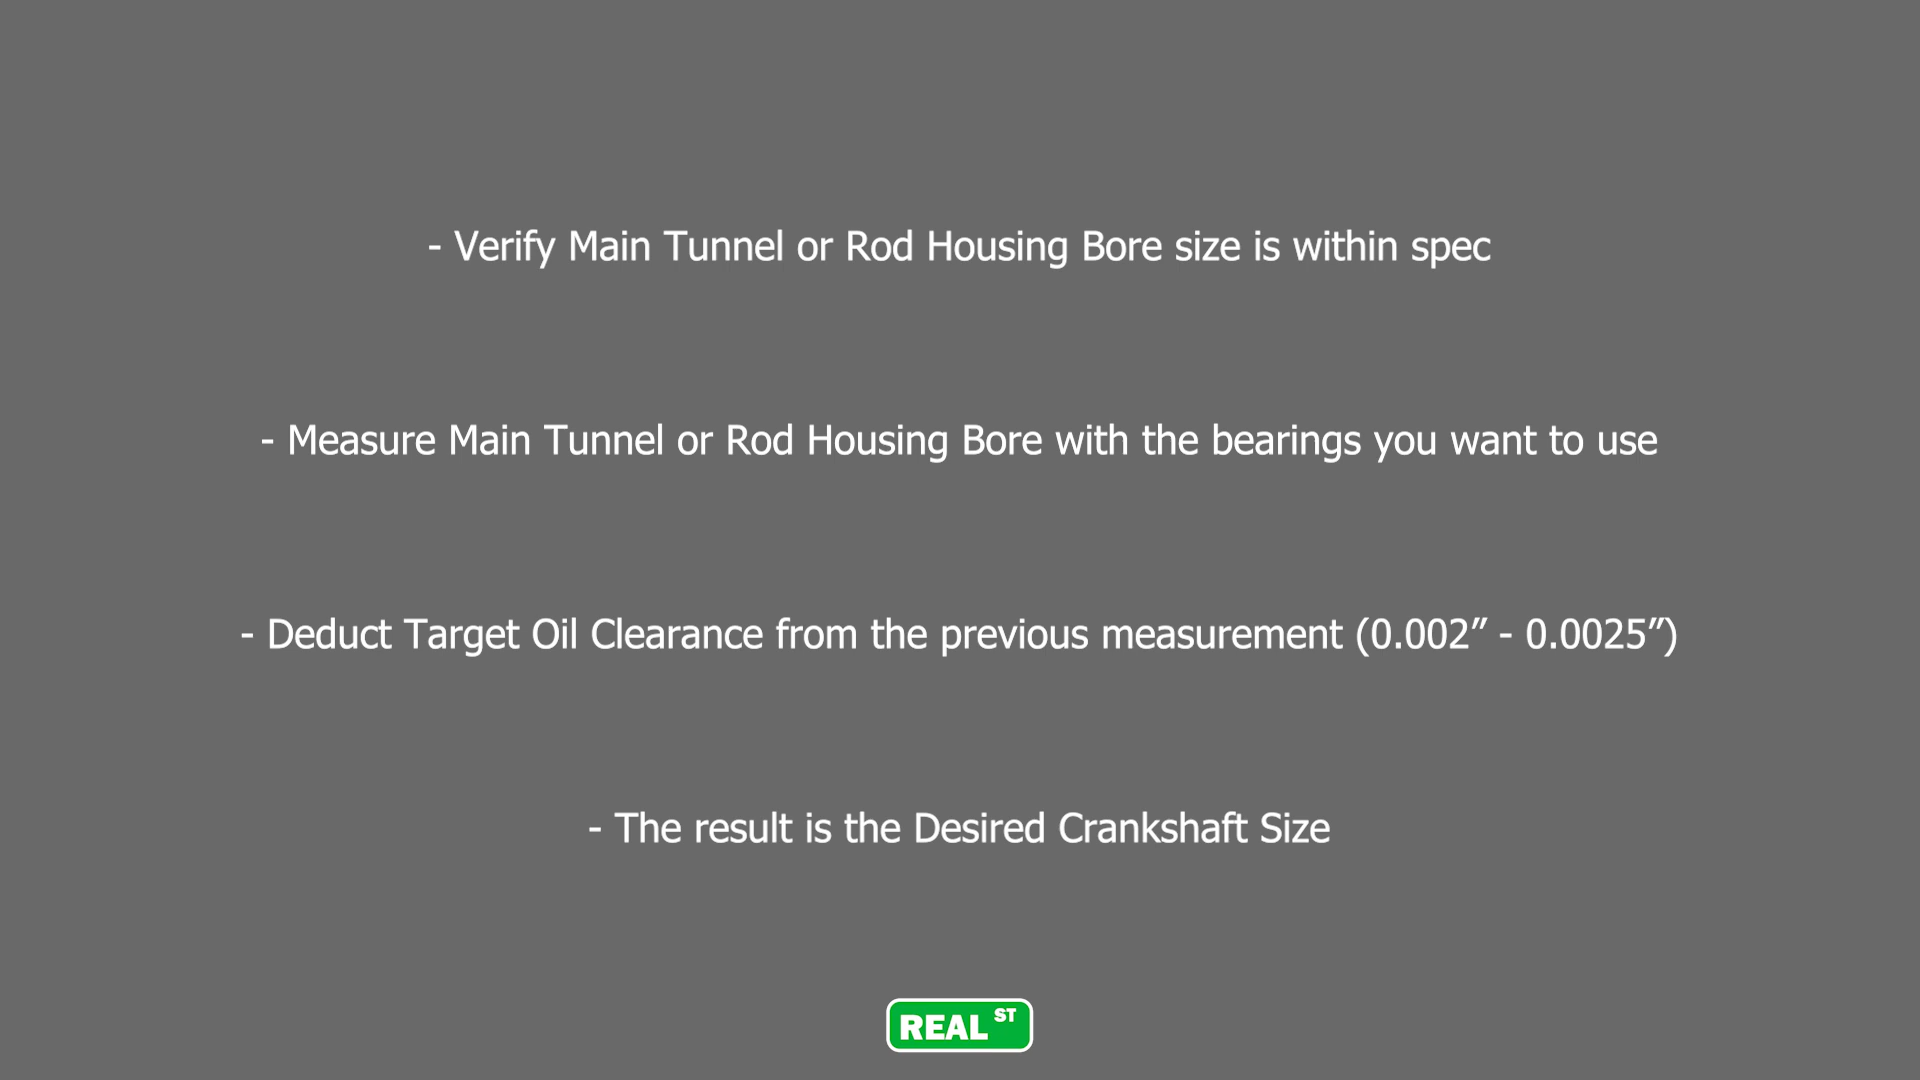 - Verify Main Tunnel or Rod Housing Bore size is within spec
- Measure Main Tunnel or Rod Housing Bore with the bearings you want to use
- Deduct Target Oil Clearance from the previous measurement (0.002” - 0.0025”)
- The result is the Desired Crankshaft Size
REAL ST